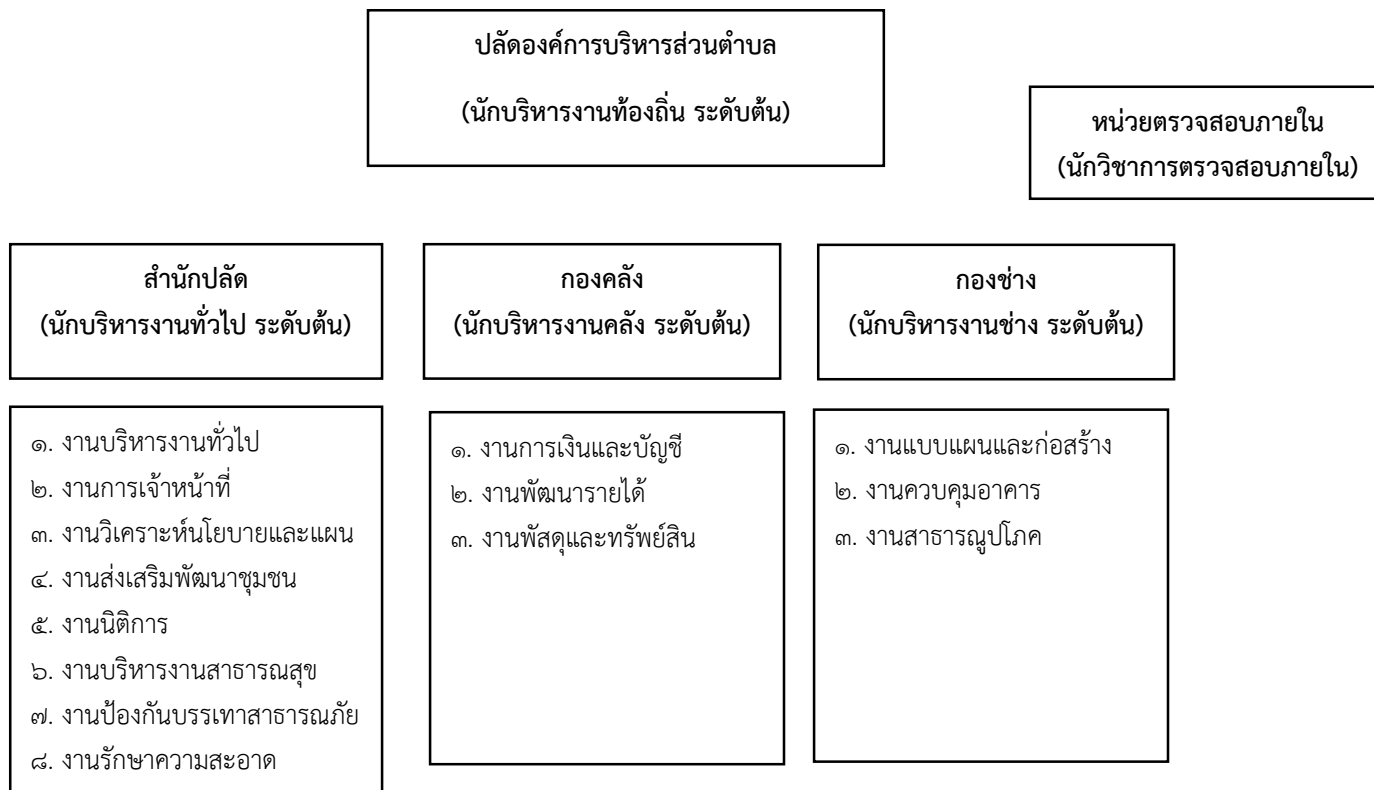 ปลัดองค์การบริหารส่วนตำบล
(นักบริหารงานท้องถิ่น ระดับต้น)
หน่วยตรวจสอบภายใน
(นักวิชาการตรวจสอบภายใน)
สำนักปลัด
(นักบริหารงานทั่วไป ระดับต้น)
กองคลัง
(นักบริหารงานคลัง ระดับต้น)
กองช่าง
(นักบริหารงานช่าง ระดับต้น)
๑. งานบริหารงานทั่วไป
๒. งานการเจ้าหน้าที่
๓. งานวิเคราะห์นโยบายและแผน
๔. งานส่งเสริมพัฒนาชุมชน
๕. งานนิติการ
๖. งานบริหารงานสาธารณสุข
๗. งานป้องกันบรรเทาสาธารณภัย
๘. งานรักษาความสะอาด
๑. งานการเงินและบัญชี
๒. งานพัฒนารายได้
๓. งานพัสดุและทรัพย์สิน
๑. งานแบบแผนและก่อสร้าง
๒. งานควบคุมอาคาร
๓. งานสาธารณูปโภค